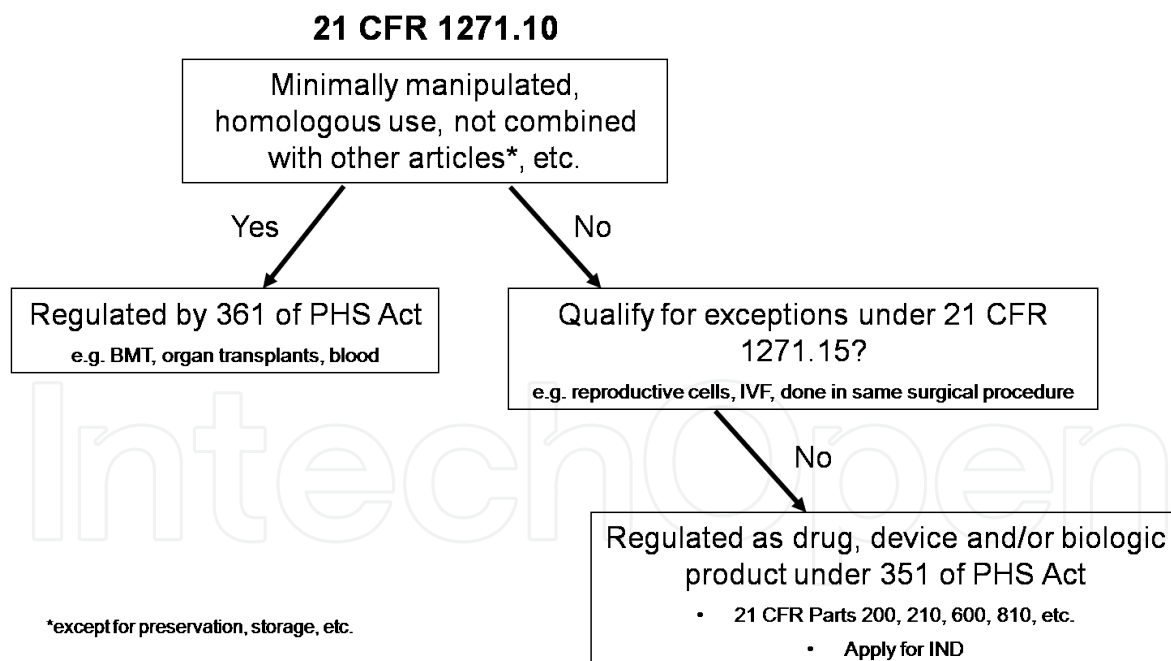 21 CFR 1271.10
Minimally manipulated,
homologous use, not combined
with other articles*, etc.
Yes
No
Regulated by 361 of PHS Act
e.g. BMT, organ transplants, blood
Qualify for exceptions under 21 CFR
1271.15?
e.g. reproductive cells, IVF, done in same surgical procedure
IntechOpen
No
Regulated as drug, device and/or biologic
product under 351 of PHS Act
• 21 CFR Parts 200, 210, 600, 810, etc.
• Apply for IND
*except for preservation, storage, etc.